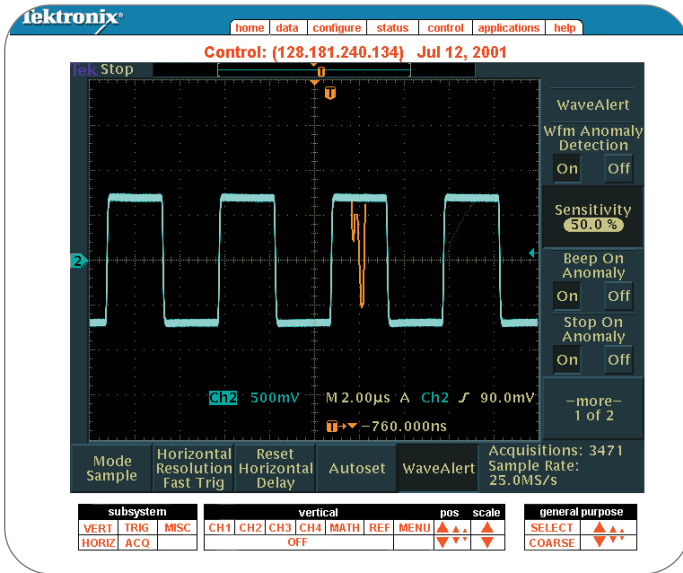 Tektronix
home data configure status control applications help
Control: (128.181.240.134) Jul 12, 2001
Tek Stop
T
T
WaveAlert
Wfm Anomaly
Detection
On Off
Sensitivity
50.0 %
2
Beep On
Anomaly
On Off
Stop On
Anomaly
On Off
Ch2 500mV M 2.00µs A Ch2 90.0mV
T→▼ −760.000ns
−more−
1 of 2
Mode
Sample
Horizontal
Resolution
Fast Trig
Reset
Horizontal
Delay
Autoset
WaveAlert
Acquisitions: 3471
Sample Rate:
25.0MS/s
subsystem vertical pos scale general purpose
VERT TRIG MISC CH1 CH2 CH3 CH4 MATH REF MENU SELECT
HORIZ ACQ OFF COARSE